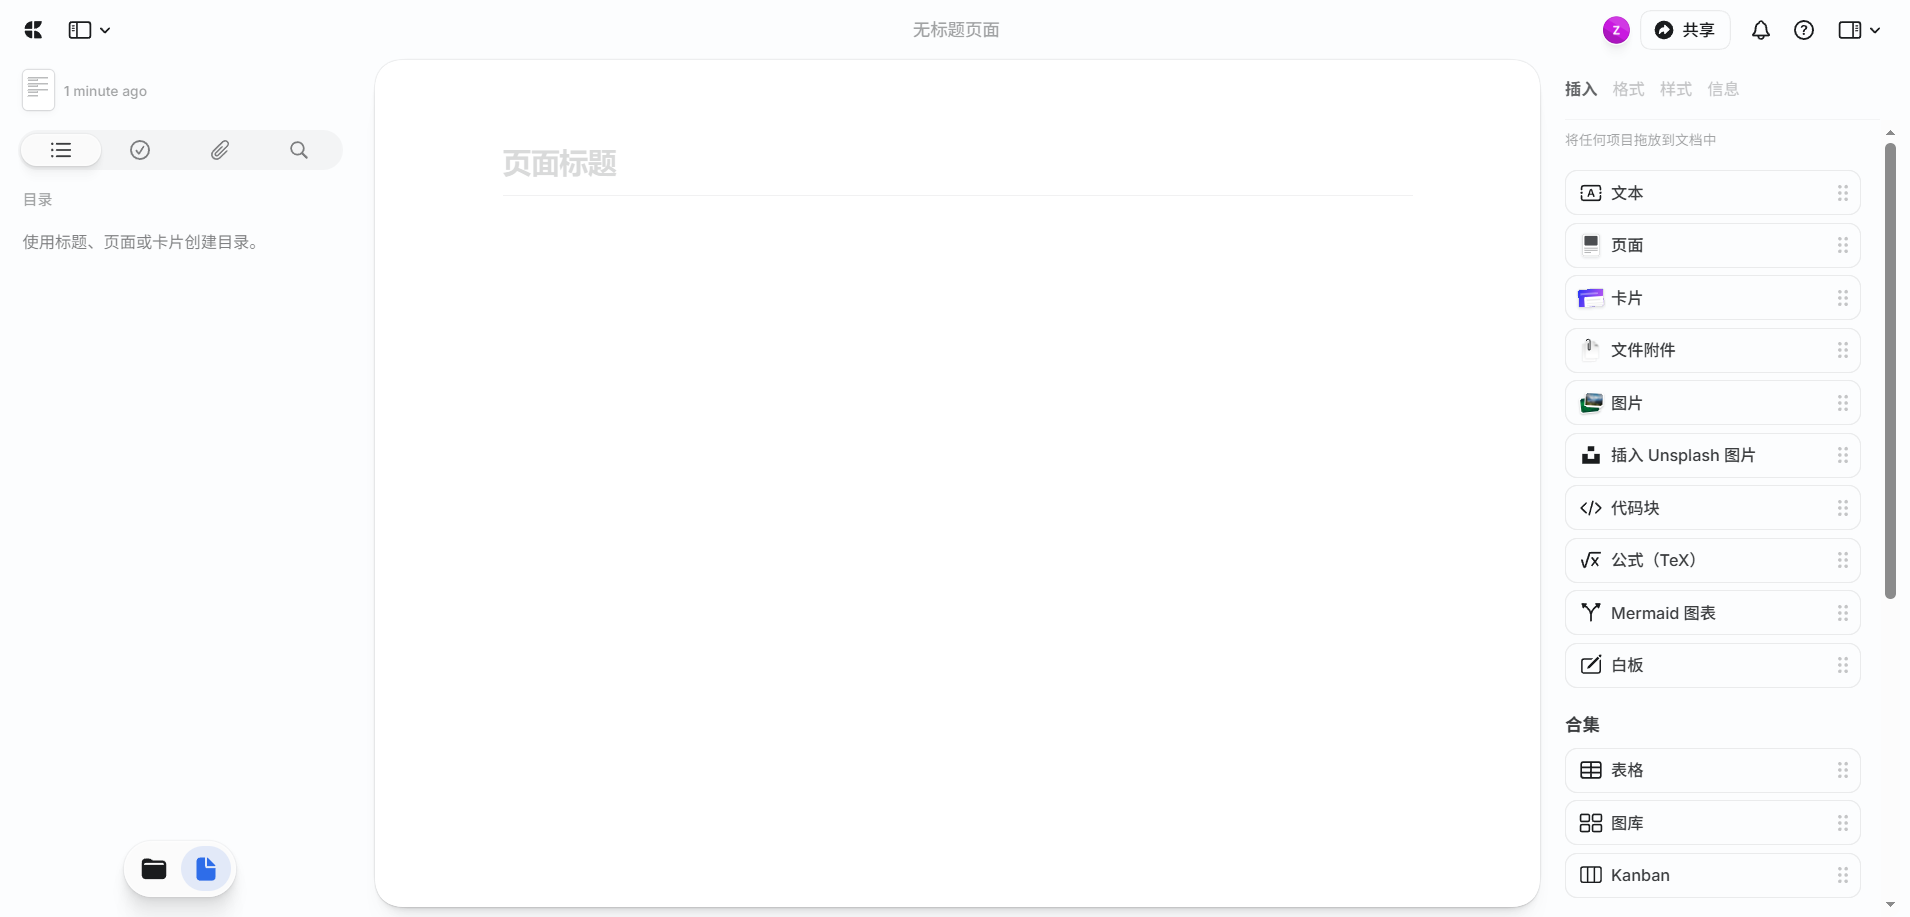 无标题页面
Z
共享
1 minute ago
目录
使用标题、页面或卡片创建目录。
页面标题
插入 格式 样式 信息
将任何项目拖放到文档中
文本
页面
卡片
文件附件
图片
插入 Unsplash 图片
代码块
公式（TeX）
Mermaid 图表
白板
合集
表格
图库
Kanban